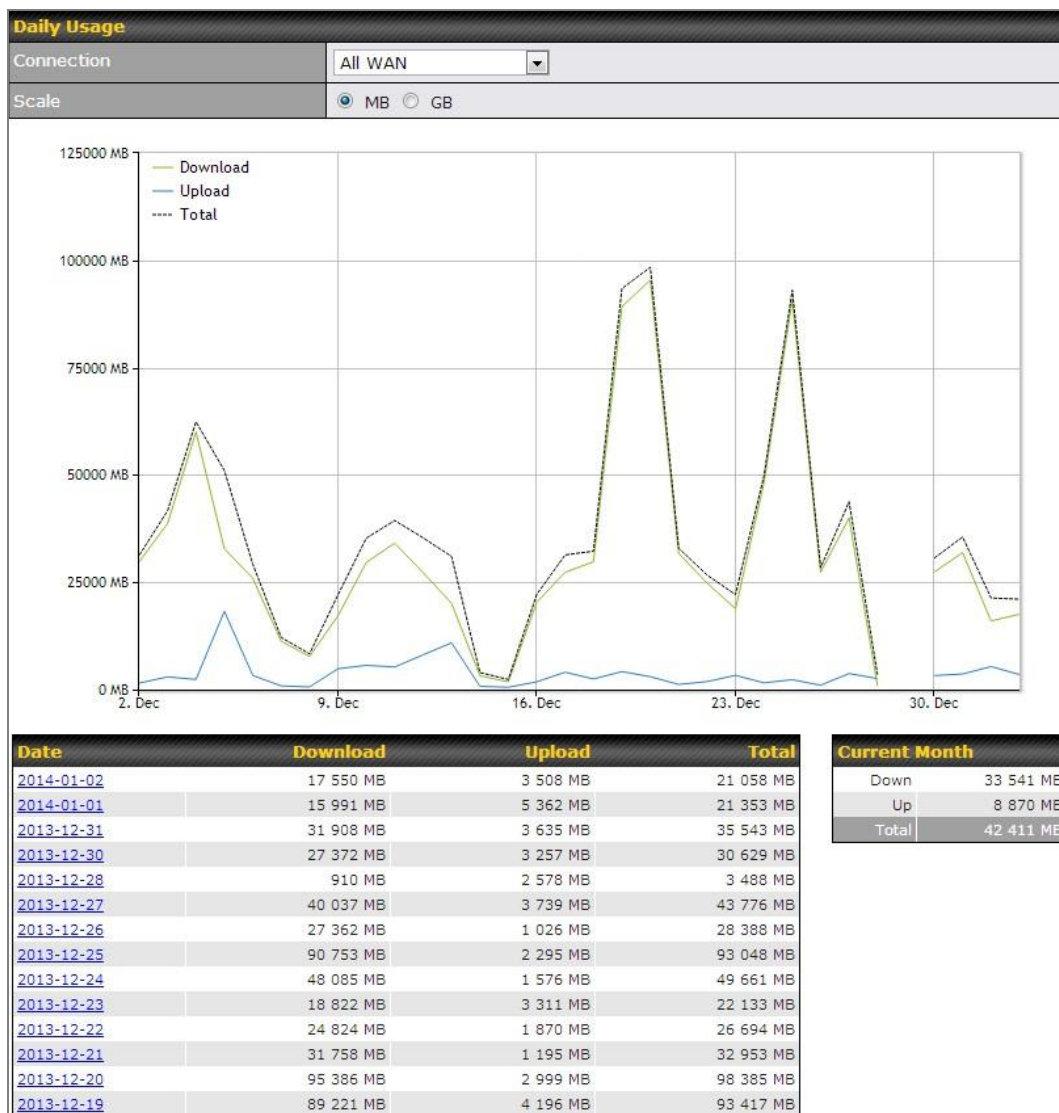 Daily Usage
Connection All WAN
Scale MB GB
125000 MB
Download
Upload
Total
100000 MB
75000 MB
50000 MB
25000 MB
0 MB
2. Dec 9. Dec 16. Dec 23. Dec 30. Dec
Date Download Upload Total
2014-01-02 17 550 MB 3 508 MB 21 058 MB
2014-01-01 15 991 MB 5 362 MB 21 353 MB
2013-12-31 31 908 MB 3 635 MB 35 543 MB
2013-12-30 27 372 MB 3 257 MB 30 629 MB
2013-12-28 910 MB 2 578 MB 3 488 MB
2013-12-27 40 037 MB 3 739 MB 43 776 MB
2013-12-26 27 362 MB 1 026 MB 28 388 MB
2013-12-25 90 753 MB 2 295 MB 93 048 MB
2013-12-24 48 085 MB 1 576 MB 49 661 MB
2013-12-23 18 822 MB 3 311 MB 22 133 MB
2013-12-22 24 824 MB 1 870 MB 26 694 MB
2013-12-21 31 758 MB 1 195 MB 32 953 MB
2013-12-20 95 386 MB 2 999 MB 98 385 MB
2013-12-19 89 221 MB 4 196 MB 93 417 MB
Current Month
Down 33 541 MB
Up 8 870 MB
Total 42 411 MB